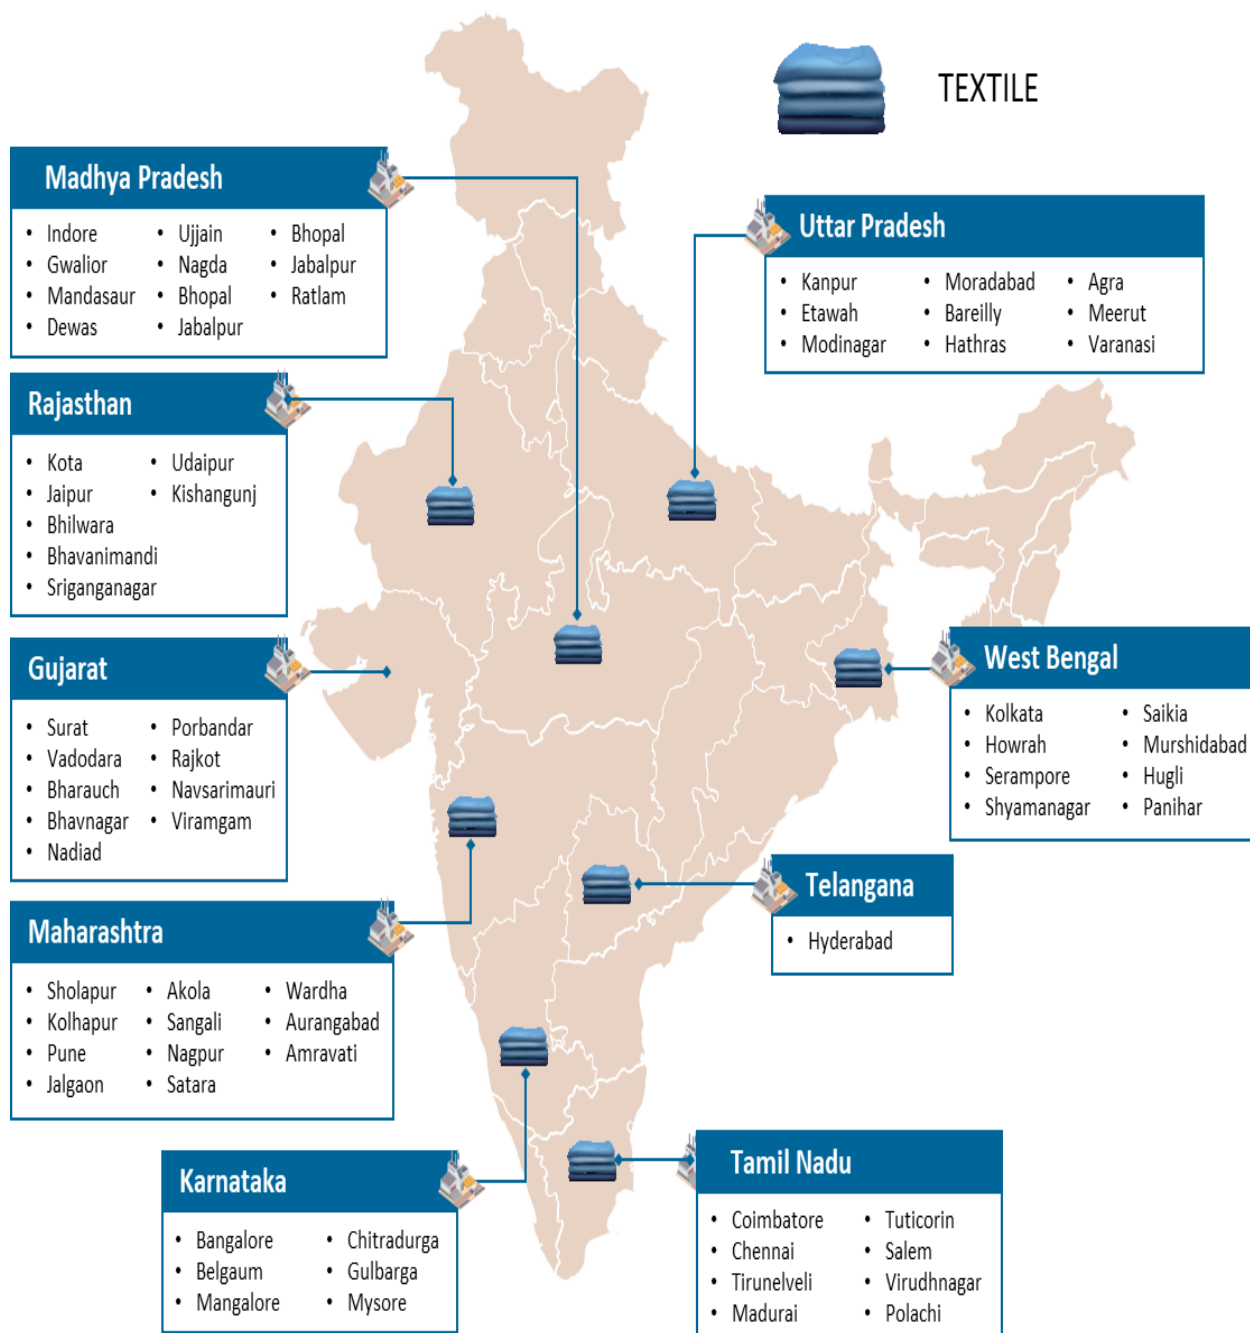 TEXTILE
Madhya Pradesh
• Indore
• Gwalior
• Mandasaur
• Dewas
• Ujjain
• Nagda
• Bhopal
• Jabalpur
• Bhopal
• Jabalpur
• Ratlam
Uttar Pradesh
• Kanpur
• Etawah
• Modinagar
• Moradabad
• Bareilly
• Hathras
• Agra
• Meerut
• Varanasi
Rajasthan
• Kota
• Jaipur
• Bhilwara
• Bhavanimandi
• Sriganganagar
• Udaipur
• Kishangunj
Gujarat
• Surat
• Vadodara
• Bharauch
• Bhavnagar
• Nadiad
• Porbandar
• Rajkot
• Navsarimauri
• Viramgam
West Bengal
• Kolkata
• Howrah
• Serampore
• Shyamanagar
• Saikia
• Murshidabad
• Hugli
• Panihar
Telangana
• Hyderabad
Maharashtra
• Sholapur
• Kolhapur
• Pune
• Jalgaon
• Akola
• Sangali
• Nagpur
• Satara
• Wardha
• Aurangabad
• Amravati
Karnataka
• Bangalore
• Belgaum
• Mangalore
• Chitradurga
• Gulbarga
• Mysore
Tamil Nadu
• Coimbatore
• Chennai
• Tirunelveli
• Madurai
• Tuticorin
• Salem
• Virudhnagar
• Polachi